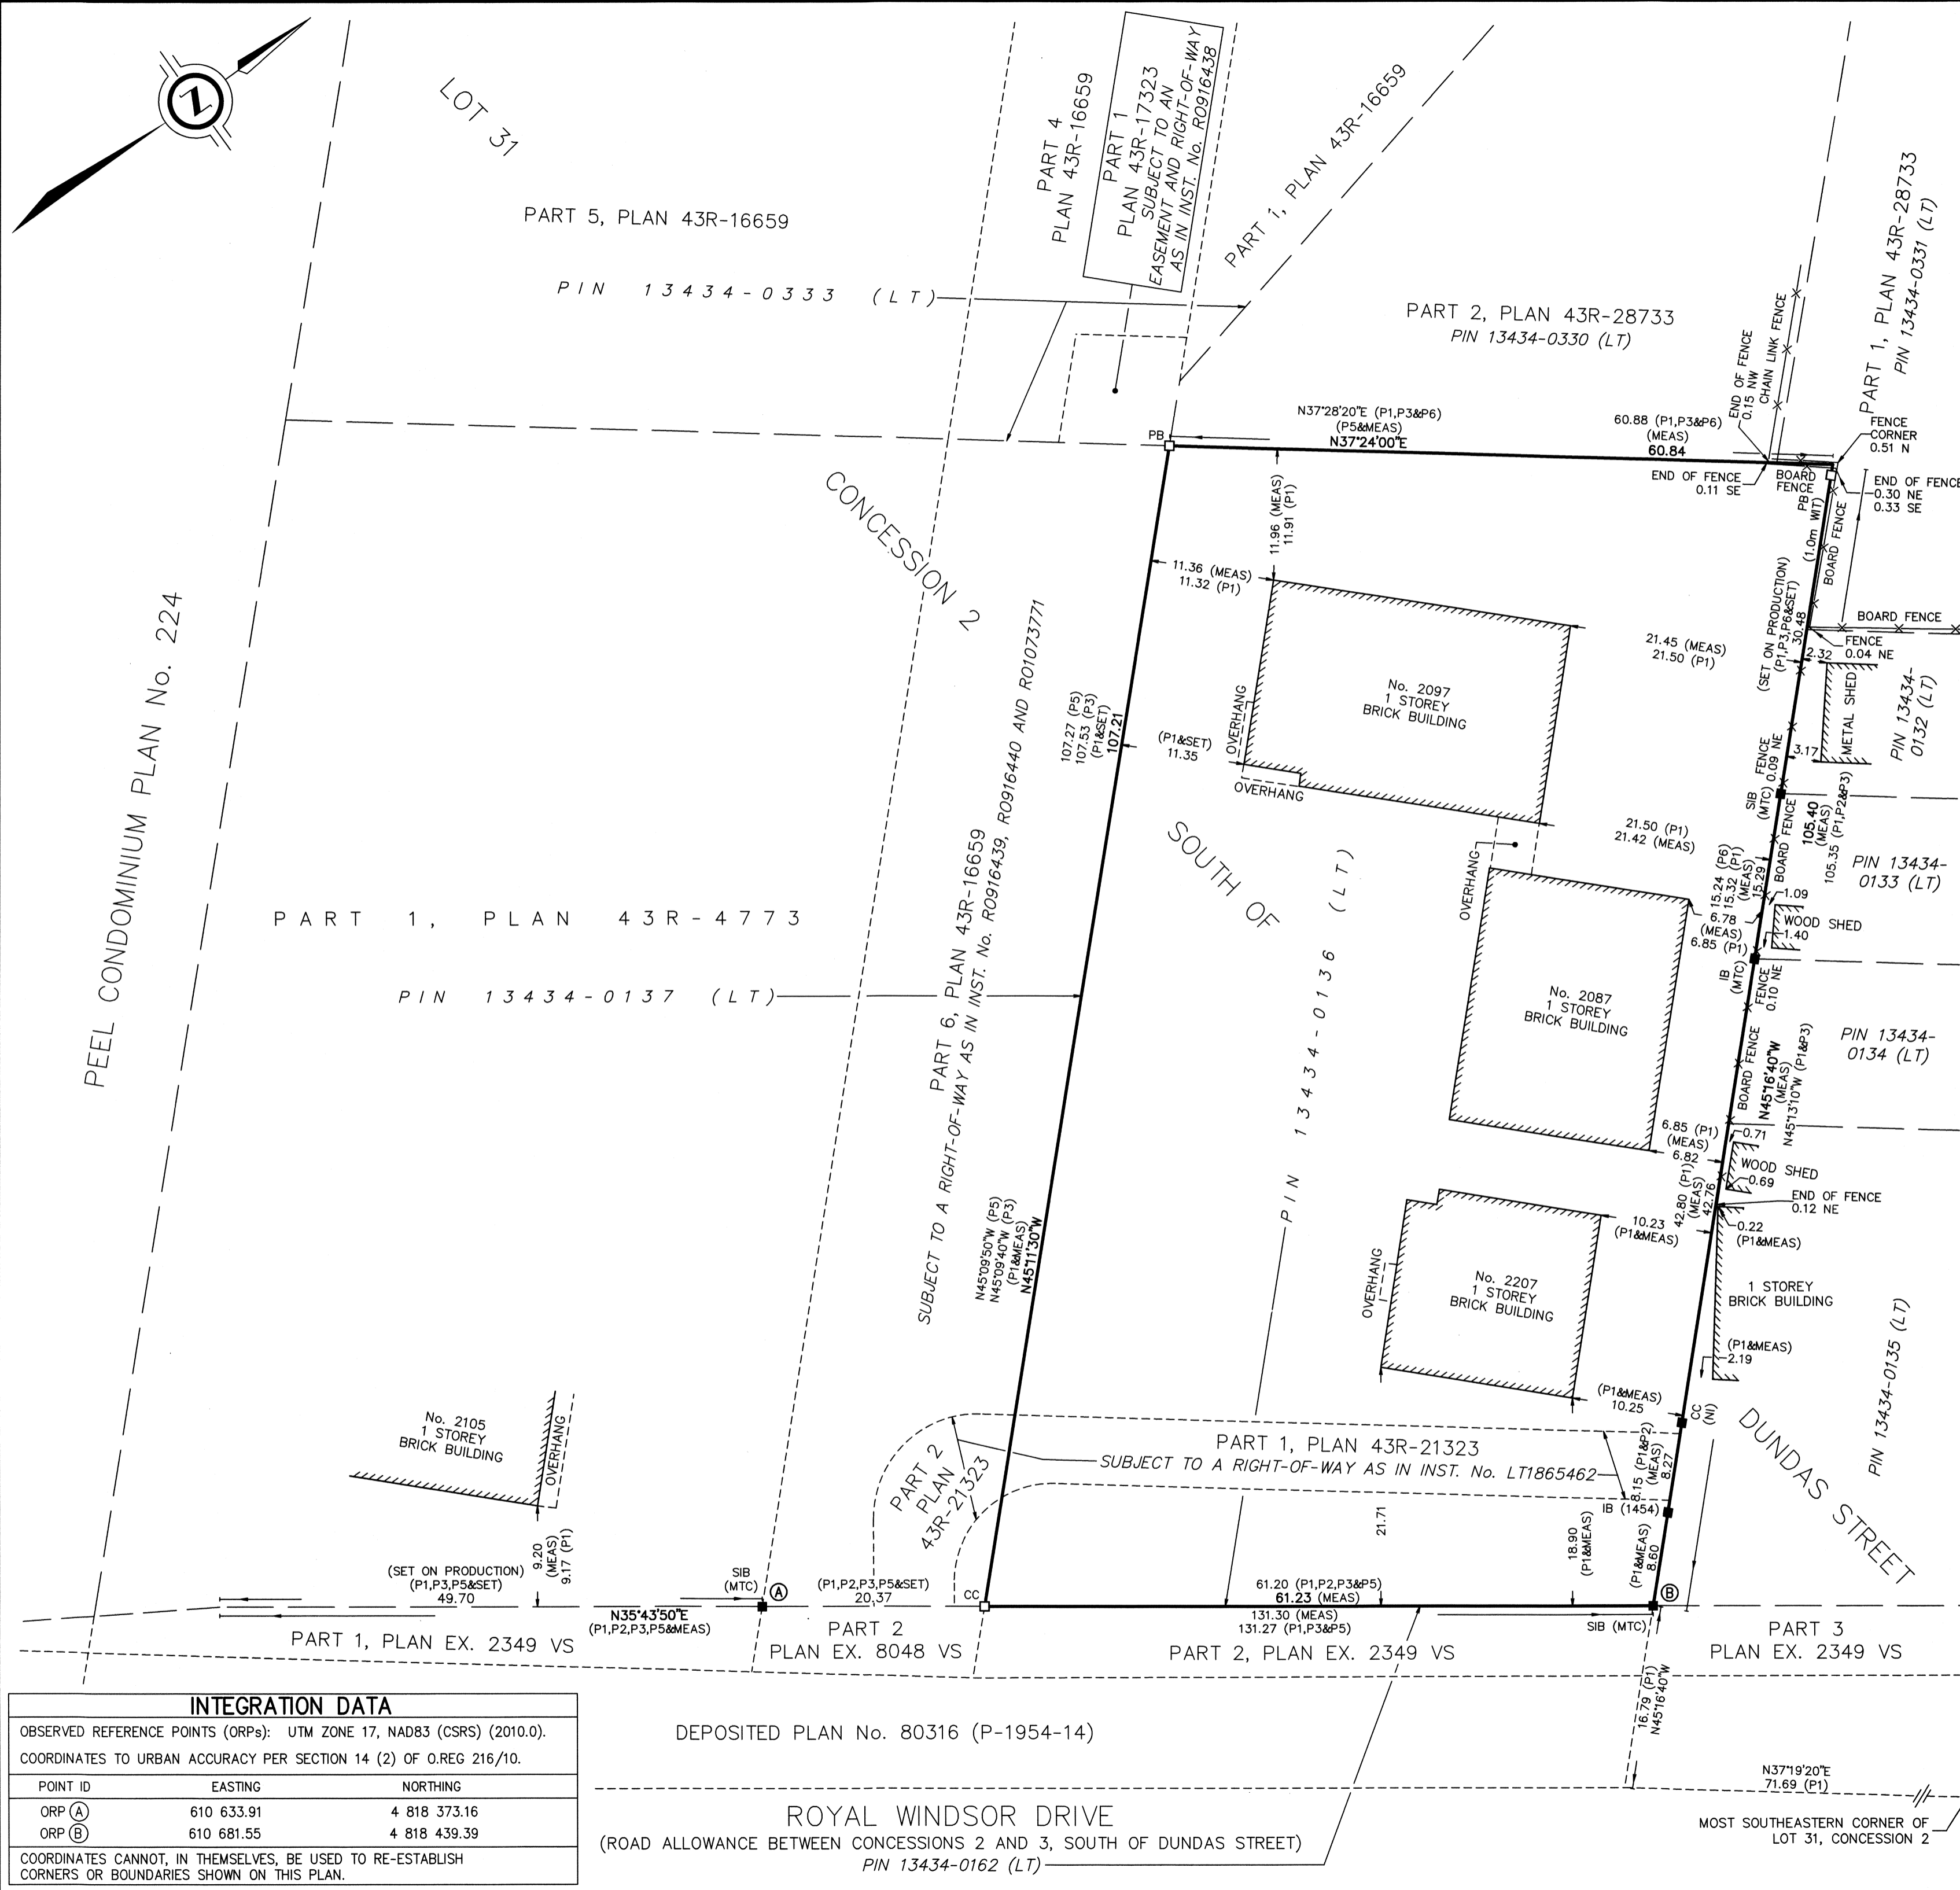 Z
LOT 31
PART 5, PLAN 43R-16659
PIN 13434-0333 (LT)
PART 4
PLAN 43R-16659
PART 1
PLAN 43R-17323
SUBJECT TO AN
EASEMENT AND RIGHT-OF-WAY
AS IN INST. No. RO916438
PART 1, PLAN 43R-16659
PART 2, PLAN 43R-28733
PIN 13434-0330 (LT)
PART 1, PLAN 43R-28733
PIN 13434-0331 (LT)
END OF FENCE
0.15 NW
CHAIN LINK FENCE
FENCE
CORNER
0.51 N
END OF FENCE
0.30 NE
0.33 SE
PB
N37°28'20"E (P1,P3&P6)
(P5&MEAS)
N37°24'00"E
60.88 (P1,P3&P6)
(MEAS)
60.84
END OF FENCE
0.11 SE
BOARD
FENCE
PB
(1.0m WIT)
BOARD FENCE
BOARD FENCE
CONCESSION 2
PEEL CONDOMINIUM PLAN No. 224
11.96 (MEAS)
11.91 (P1)
11.36 (MEAS)
11.32 (P1)
(SET ON PRODUCTION)
(P1,P3,P6&SET)
30.48
FENCE
0.04 NE
2.32
METAL SHED
3.17
PIN 13434-
0132 (LT)
21.45 (MEAS)
21.50 (P1)
No. 2097
1 STOREY
BRICK BUILDING
OVERHANG
OVERHANG
107.27 (P5)
107.53 (P3)
(P1&SET)
107.21
(P1&SET)
11.35
SIB
(MTC)
FENCE
0.09 NE
105.40
(MEAS)
105.35 (P1,P2&P3)
21.50 (P1)
21.42 (MEAS)
OVERHANG
SOUTH OF
BOARD FENCE
15.24 (P6)
15.32 (P1)
(MEAS)
15.29
PIN 13434-
0133 (LT)
1.09
WOOD SHED
1.40
6.78
(MEAS)
6.85 (P1)
IB
(MTC)
FENCE
0.10 NE
PART 1, PLAN 43R-4773
PIN 13434-0137 (LT)
PART 6, PLAN 43R-16659
SUBJECT TO A RIGHT-OF-WAY AS IN INST. No. RO916439, RO916440 AND RO1073771
PIN 13434-0136 (LT)
No. 2087
1 STOREY
BRICK BUILDING
BOARD FENCE
N45°16'40"W
(MEAS)
N45°13'10"W (P1&P3)
PIN 13434-
0134 (LT)
6.85 (P1)
(MEAS)
6.82
0.71
WOOD SHED
0.69
END OF FENCE
0.12 NE
42.80 (P1)
(MEAS)
42.76
0.22
(P1&MEAS)
10.23
(P1&MEAS)
N45°09'50"W (P5)
N45°09'40"W (P3)
(P1&MEAS)
N45°11'30"W
OVERHANG
No. 2207
1 STOREY
BRICK BUILDING
1 STOREY
BRICK BUILDING
(P1&MEAS)
2.19
PIN 13434-0135 (LT)
(P1&MEAS)
10.25
CC
(NI)
DUNDAS STREET
No. 2105
1 STOREY
BRICK BUILDING
OVERHANG
PART 2
PLAN
43R-21323
PART 1, PLAN 43R-21323
SUBJECT TO A RIGHT-OF-WAY AS IN INST. No. LT1865462
8.15 (P1&P2)
(MEAS)
8.27
IB (1454)
21.71
18.90
(P1&MEAS)
(P1&MEAS)
8.60
9.20
(MEAS)
9.17 (P1)
(SET ON PRODUCTION)
(P1,P3,P5&SET)
49.70
SIB
(MTC)
A
(P1,P2,P3,P5&SET)
20.37
CC
61.20 (P1,P2,P3&P5)
61.23 (MEAS)
B
N35°43'50"E
(P1,P2,P3,P5&MEAS)
131.30 (MEAS)
131.27 (P1,P3&P5)
SIB (MTC)
PART 1, PLAN EX. 2349 VS
PART 2
PLAN EX. 8048 VS
PART 2, PLAN EX. 2349 VS
PART 3
PLAN EX. 2349 VS
16.79 (P1)
N45°16'40"W
INTEGRATION DATA
OBSERVED REFERENCE POINTS (ORPs): UTM ZONE 17, NAD83 (CSRS) (2010.0).
COORDINATES TO URBAN ACCURACY PER SECTION 14 (2) OF O.REG 216/10.
POINT ID EASTING NORTHING
ORP A 610 633.91 4 818 373.16
ORP B 610 681.55 4 818 439.39
COORDINATES CANNOT, IN THEMSELVES, BE USED TO RE-ESTABLISH
CORNERS OR BOUNDARIES SHOWN ON THIS PLAN.
DEPOSITED PLAN No. 80316 (P-1954-14)
N37°19'20"E
71.69 (P1)
MOST SOUTHEASTERN CORNER OF
LOT 31, CONCESSION 2
ROYAL WINDSOR DRIVE
(ROAD ALLOWANCE BETWEEN CONCESSIONS 2 AND 3, SOUTH OF DUNDAS STREET)
PIN 13434-0162 (LT)